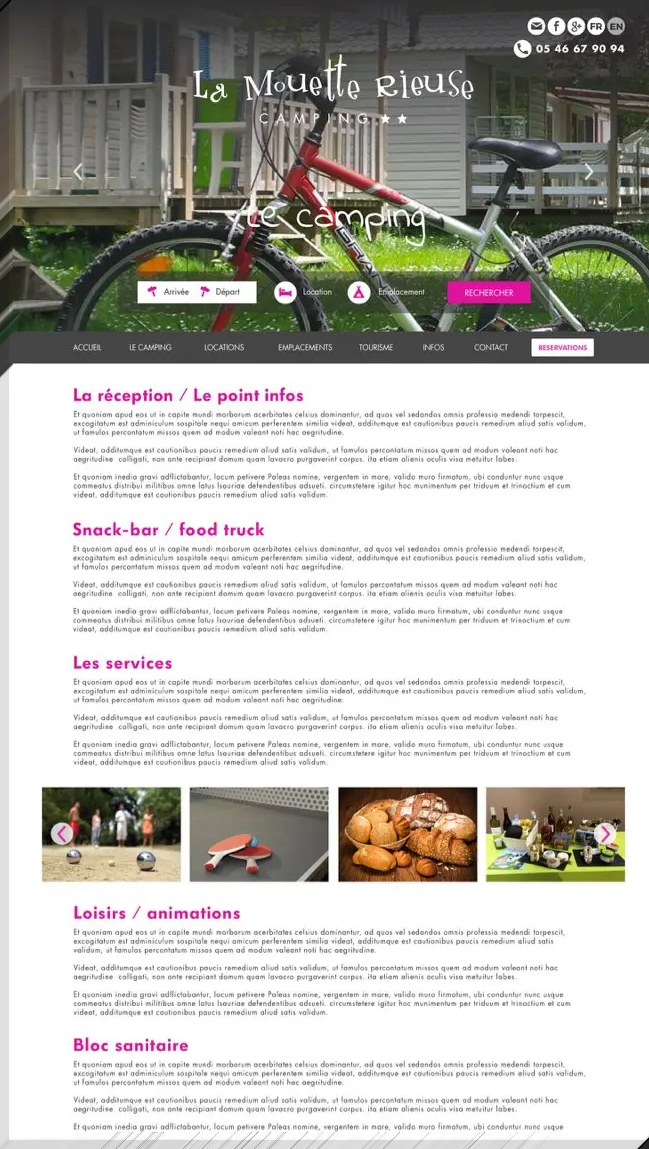 FR EN
05 46 67 90 94
La Mouette Rieuse
CAMPING ★★
Le camping
Arrivée Départ Location Emplacement RECHERCHER
ACCUEIL LE CAMPING LOCATIONS EMPLACEMENTS TOURISME INFOS CONTACT RESERVATIONS
La réception / Le point infos
Et quoniam apud eos ut in capite mundi morborum acerbitates celsius dominantur, ad quos vel sedandos omnis professio medendi torpescit,
excogitatum est adminiculum sospitale nequi amicum perferentem similia videat, additumque est cautionibus paucis remedium aliud satis validum,
ut famulos percontatum missos quem ad modum valeant noti hac aegritudine.
Videat, additumque est cautionibus paucis remedium aliud satis validum, ut famulos percontatum missos quem ad modum valeant noti hac
aegritudine colligati, non ante recipiant domum quam lavacro purgaverint corpus. ita etiam alienis oculis visa metuitur labes.
Et quoniam inedia gravi adflictabantur, locum petivere Paleas nomine, vergentem in mare, valido muro firmatum, ubi conduntur nunc usque
commeatus distribui militibus omne latus Isauriae defendentibus adsueti. circumstetere igitur hoc munimentum per triduum et trinoctium et cum
videat, additumque est cautionibus paucis remedium aliud satis validum.
Snack-bar / food truck
Et quoniam apud eos ut in capite mundi morborum acerbitates celsius dominantur, ad quos vel sedandos omnis professio medendi torpescit,
excogitatum est adminiculum sospitale nequi amicum perferentem similia videat, additumque est cautionibus paucis remedium aliud satis validum,
ut famulos percontatum missos quem ad modum valeant noti hac aegritudine.
Videat, additumque est cautionibus paucis remedium aliud satis validum, ut famulos percontatum missos quem ad modum valeant noti hac
aegritudine colligati, non ante recipiant domum quam lavacro purgaverint corpus. ita etiam alienis oculis visa metuitur labes.
Et quoniam inedia gravi adflictabantur, locum petivere Paleas nomine, vergentem in mare, valido muro firmatum, ubi conduntur nunc usque
commeatus distribui militibus omne latus Isauriae defendentibus adsueti. circumstetere igitur hoc munimentum per triduum et trinoctium et cum
videat, additumque est cautionibus paucis remedium aliud satis validum.
Les services
Et quoniam apud eos ut in capite mundi morborum acerbitates celsius dominantur, ad quos vel sedandos omnis professio medendi torpescit,
excogitatum est adminiculum sospitale nequi amicum perferentem similia videat, additumque est cautionibus paucis remedium aliud satis validum,
ut famulos percontatum missos quem ad modum valeant noti hac aegritudine.
Videat, additumque est cautionibus paucis remedium aliud satis validum, ut famulos percontatum missos quem ad modum valeant noti hac
aegritudine colligati, non ante recipiant domum quam lavacro purgaverint corpus. ita etiam alienis oculis visa metuitur labes.
Et quoniam inedia gravi adflictabantur, locum petivere Paleas nomine, vergentem in mare, valido muro firmatum, ubi conduntur nunc usque
commeatus distribui militibus omne latus Isauriae defendentibus adsueti. circumstetere igitur hoc munimentum per triduum et trinoctium et cum
videat, additumque est cautionibus paucis remedium aliud satis validum.
Loisirs / animations
Et quoniam apud eos ut in capite mundi morborum acerbitates celsius dominantur, ad quos vel sedandos omnis professio medendi torpescit,
excogitatum est adminiculum sospitale nequi amicum perferentem similia videat, additumque est cautionibus paucis remedium aliud satis
validum, ut famulos percontatum missos quem ad modum valeant noti hac aegritudine.
Videat, additumque est cautionibus paucis remedium aliud satis validum, ut famulos percontatum missos quem ad modum valeant noti hac
aegritudine colligati, non ante recipiant domum quam lavacro purgaverint corpus. ita etiam alienis oculis visa metuitur labes.
Et quoniam inedia gravi adflictabantur, locum petivere Paleas nomine, vergentem in mare, valido muro firmatum, ubi conduntur nunc usque
commeatus distribui militibus omne latus Isauriae defendentibus adsueti. circumstetere igitur hoc munimentum per triduum et trinoctium et cum
videat, additumque est cautionibus paucis remedium aliud satis validum.
Bloc sanitaire
Et quoniam apud eos ut in capite mundi morborum acerbitates celsius dominantur, ad quos vel sedandos omnis professio medendi torpescit,
excogitatum est adminiculum sospitale nequi amicum perferentem similia videat, additumque est cautionibus paucis remedium aliud satis validum,
ut famulos percontatum missos quem ad modum valeant noti hac aegritudine.
Videat, additumque est cautionibus paucis remedium aliud satis validum, ut famulos percontatum missos quem ad modum valeant noti hac
aegritudine colligati, non ante recipiant domum quam lavacro purgaverint corpus. ita etiam alienis oculis visa metuitur labes.
Et quoniam inedia gravi adflictabantur, locum petivere Paleas nomine, vergentem in mare, valido muro firmatum, ubi conduntur nunc usque